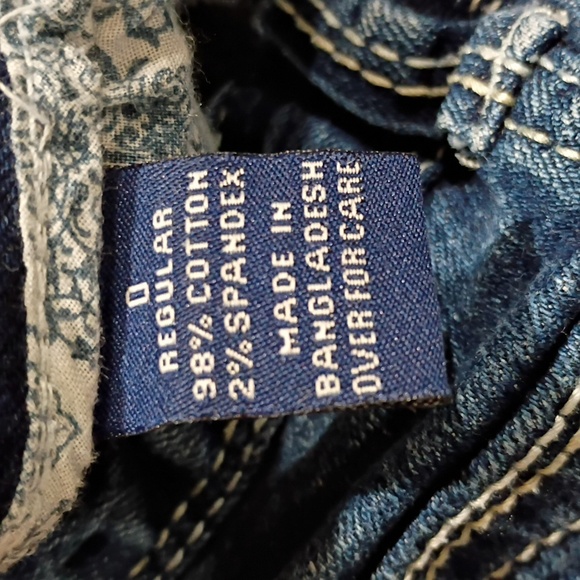 0
REGULAR
98% COTTON
2% SPANDEX
MADE IN
BANGLADESH
OVER FOR CARE